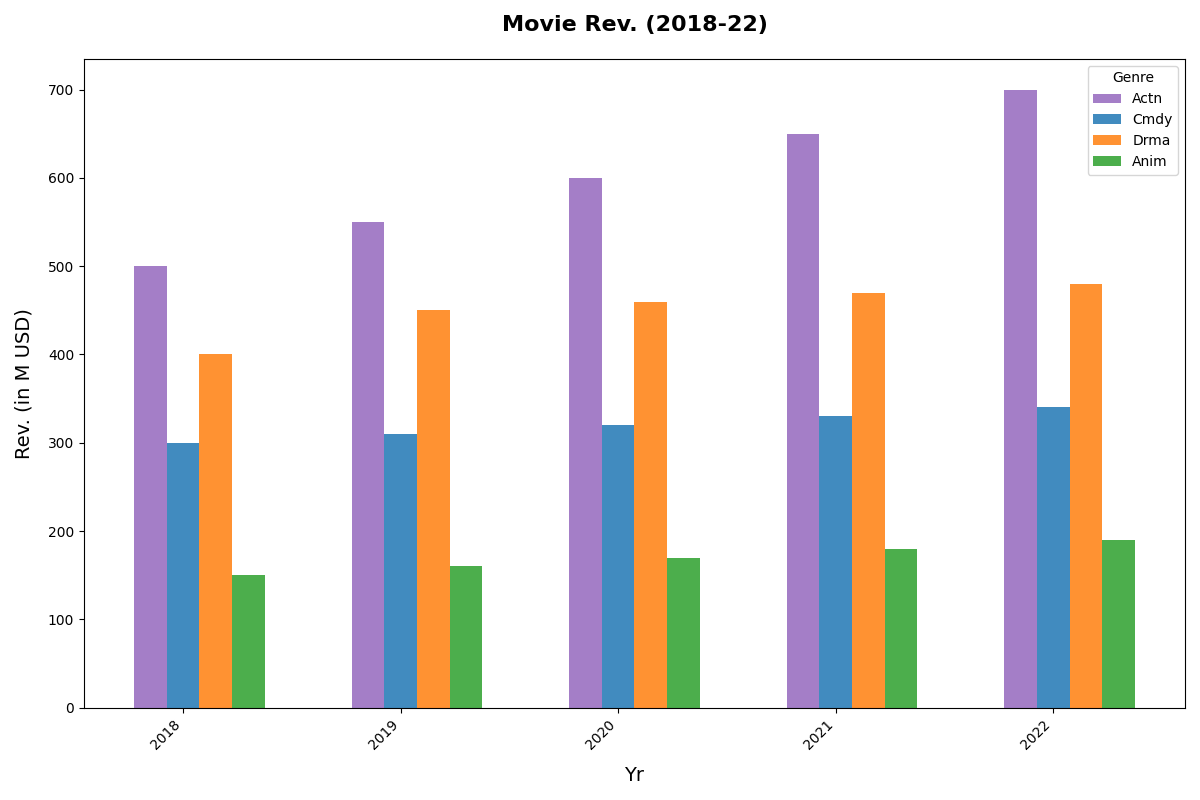 Movie Rev. (2018-22)
Genre
Actn
Cmdy
Drma
Anim
Rev. (in M USD)
700
600
500
400
300
200
100
0
2018
2019
2020
2021
2022
Yr